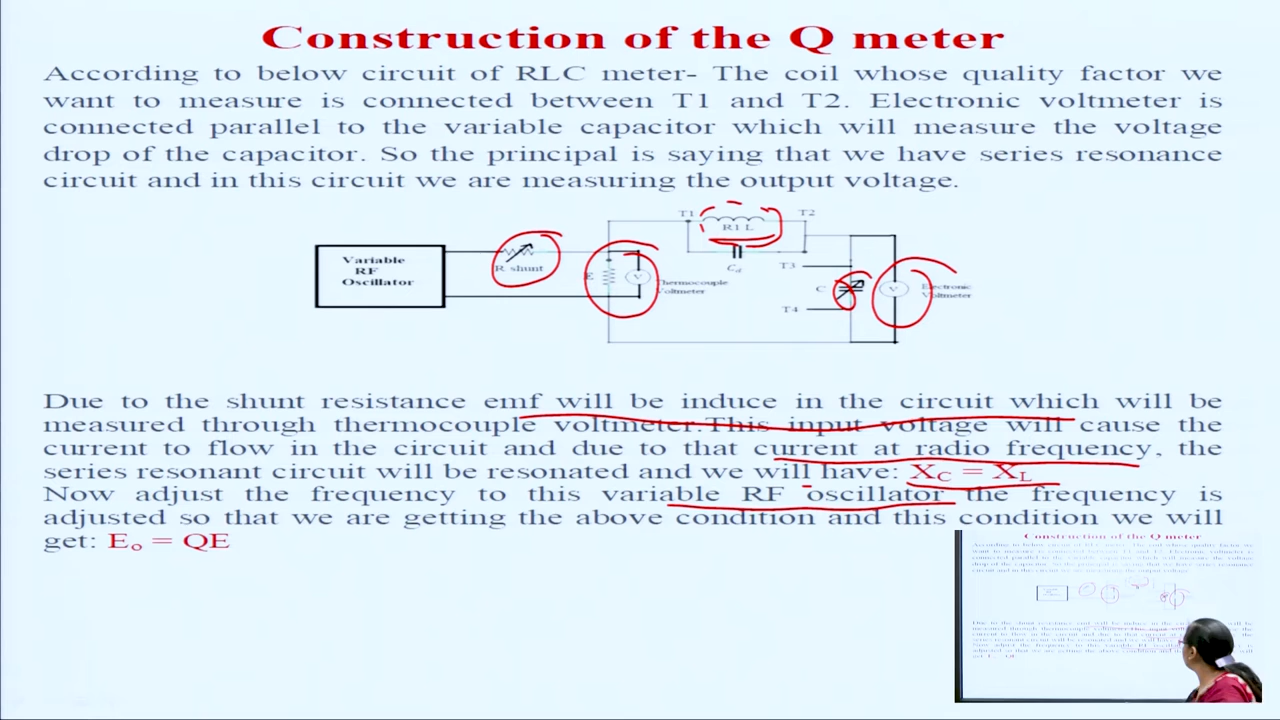 Construction of the Q meter
According to below circuit of RLC meter- The coil whose quality factor we
want to measure is connected between T1 and T2. Electronic voltmeter is
connected parallel to the variable capacitor which will measure the voltage
drop of the capacitor. So the principal is saying that we have series resonance
circuit and in this circuit we are measuring the output voltage.
T1
T2
R1 L
Variable
RF
Oscillator
R shunt
E
V
Thermocouple
Voltmeter
Cd
T3
C
T4
V
Electronic
Voltmeter
Due to the shunt resistance emf will be induce in the circuit which will be
measured through thermocouple voltmeter.This input voltage will cause the
current to flow in the circuit and due to that current at radio frequency, the
series resonant circuit will be resonated and we will have: XC = XL
Now adjust the frequency to this variable RF oscillator the frequency is
adjusted so that we are getting the above condition and this condition we will
get: Eo = QE
Construction of the Q meter